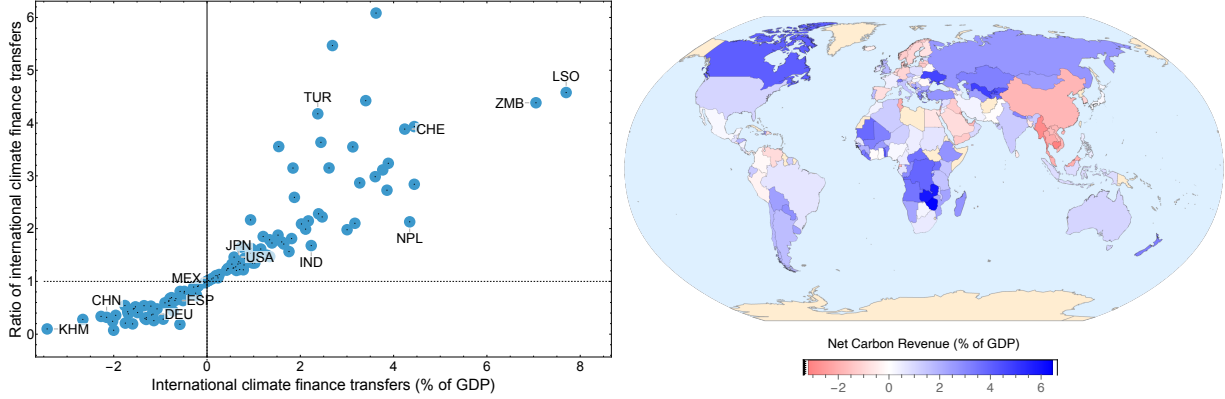 Ratio of international climate finance transfers
6
5
4
3
2
1
0
LSO
ZMB
TUR
CHE
NPL
JPN
USA
IND
MEX
ESP
CHN
DEU
KHM
−2 0 2 4 6 8
International climate finance transfers (% of GDP)
Net Carbon Revenue (% of GDP)
−2 0 2 4 6